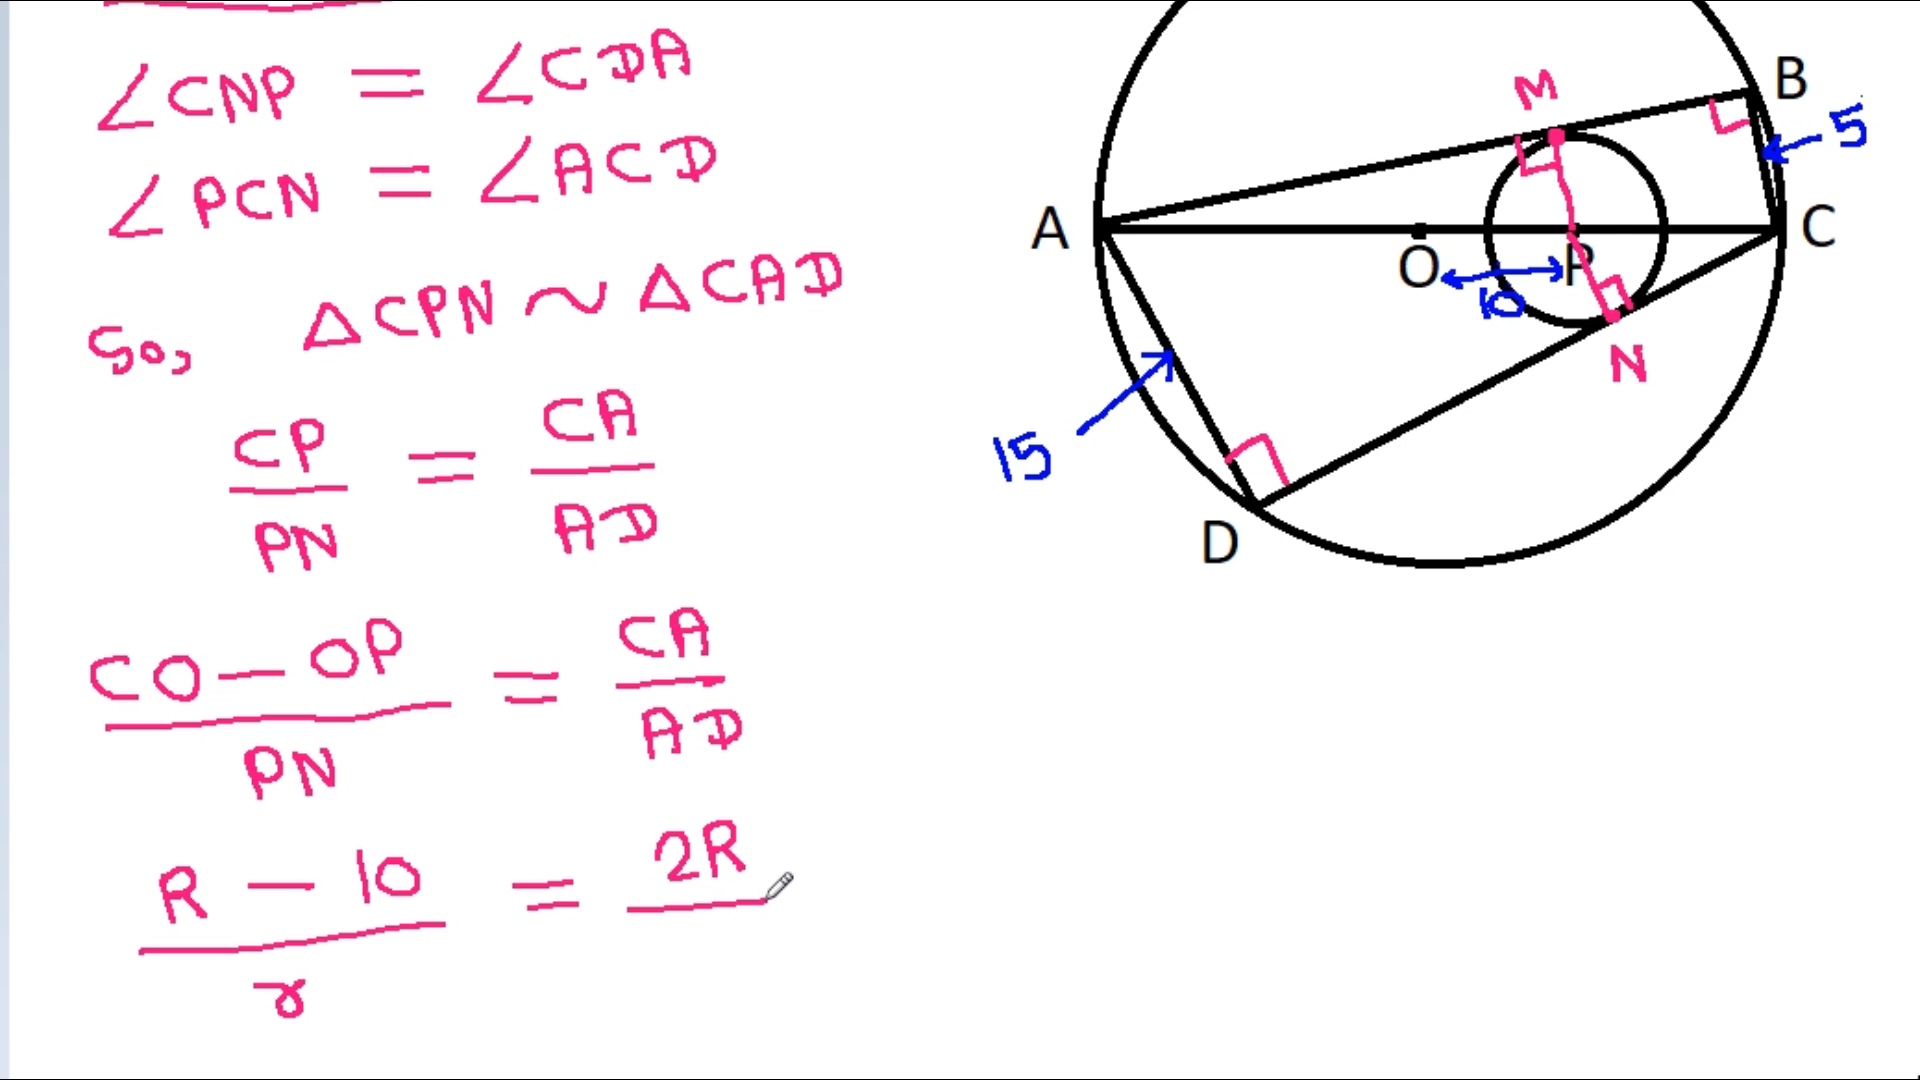 ∠CNP = ∠CDA
∠PCN = ∠ACD
So, ΔCPN ~ ΔCAD
CP/PN = CA/AD
CO - OP/PN = CA/AD
R - 10/r = 2R
A
B
C
D
M
N
O
P
5
10
15